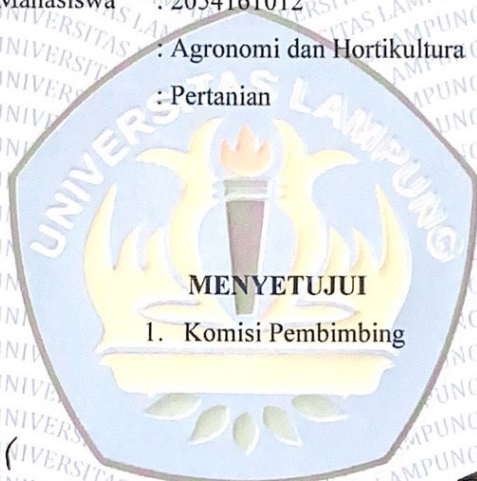 Mahasiswa : 2054161012
: Agronomi dan Hortikultura
: Pertanian
UNIVERSITAS LAMPUNG
MENYETUJUI
1. Komisi Pembimbing